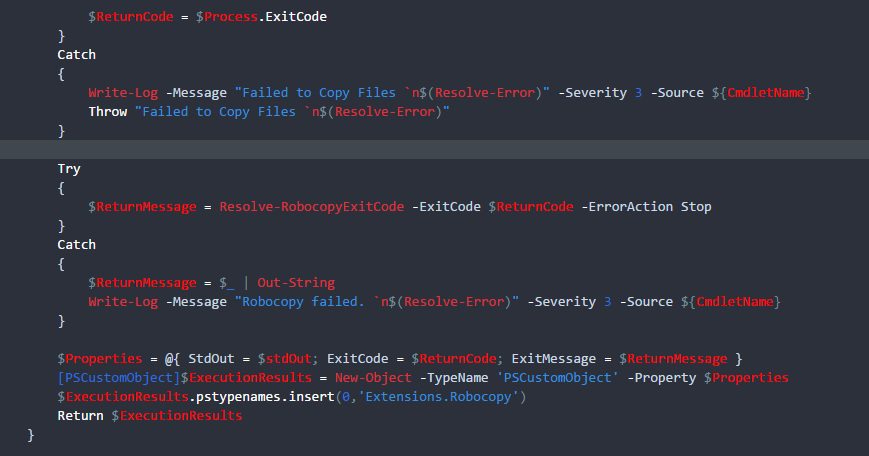 $ReturnCode = $Process.ExitCode
}
Catch
{
Write-Log -Message "Failed to Copy Files `n$(Resolve-Error)" -Severity 3 -Source ${CmdletName}
Throw "Failed to Copy Files `n$(Resolve-Error)"
}
Try
{
$ReturnMessage = Resolve-RobocopyExitCode -ExitCode $ReturnCode -ErrorAction Stop
}
Catch
{
$ReturnMessage = $_ | Out-String
Write-Log -Message "Robocopy failed. `n$(Resolve-Error)" -Severity 3 -Source ${CmdletName}
}
$Properties = @{ StdOut = $stdOut; ExitCode = $ReturnCode; ExitMessage = $ReturnMessage }
[PSCustomObject]$ExecutionResults = New-Object -TypeName 'PSCustomObject' -Property $Properties
$ExecutionResults.pstypenames.insert(0,'Extensions.Robocopy')
Return $ExecutionResults
}